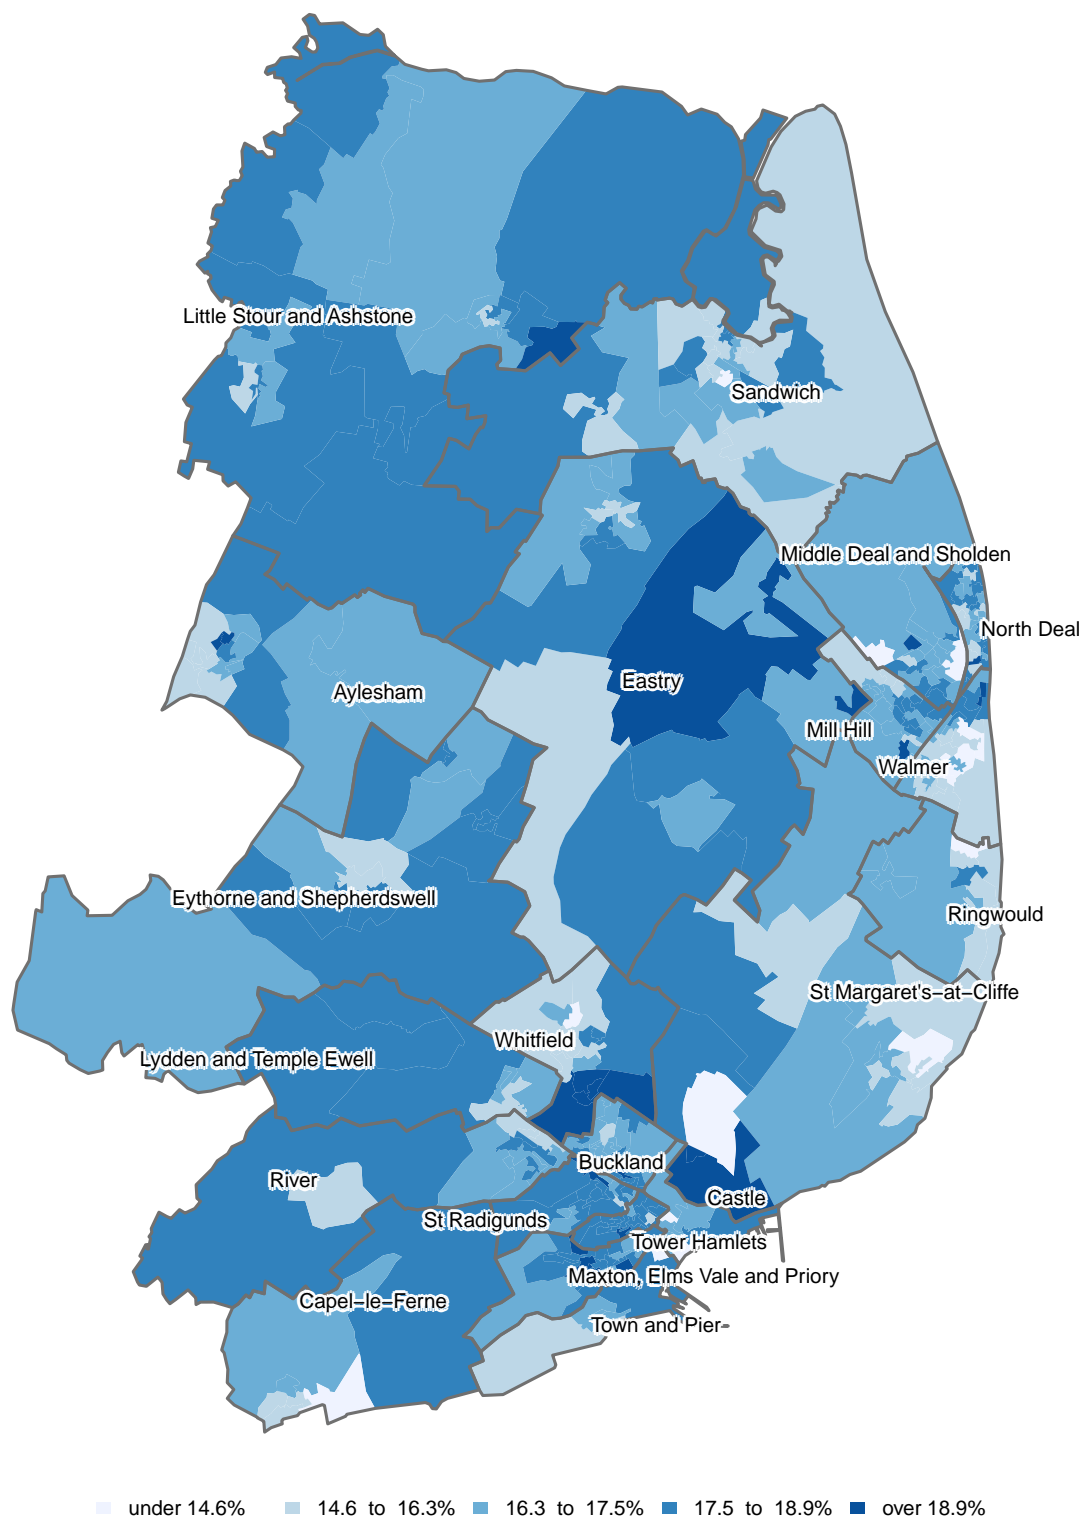 Little Stour and Ashstone
Sandwich
Middle Deal and Sholden
North Deal
Eastry
Aylesham
Mill Hill
Walmer
Eythorne and Shepherdswell
Ringwould
St Margaret's−at−Cliffe
Whitfield
Lydden and Temple Ewell
Buckland
River
Castle
St Radigunds
Tower Hamlets
Maxton, Elms Vale and Priory
Capel−le−Ferne
Town and Pier
under 14.6% 14.6 to 16.3% 16.3 to 17.5% 17.5 to 18.9% over 18.9%